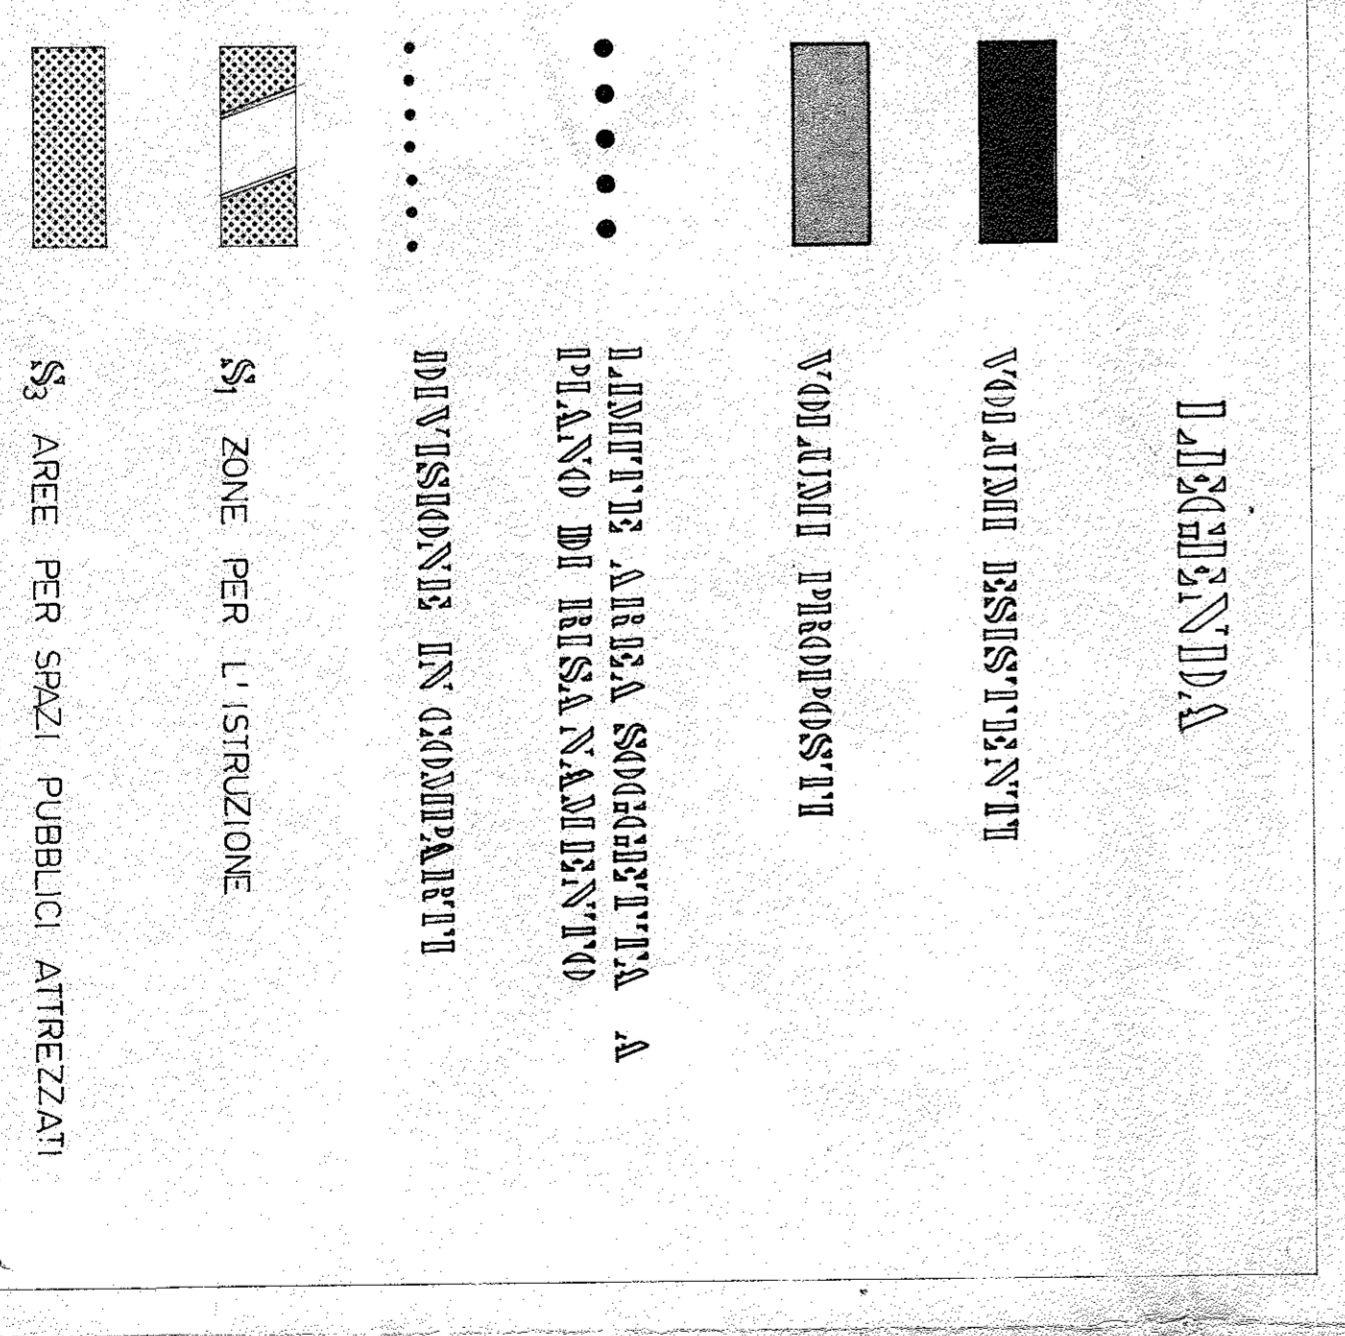 LEGENDA
VOLUMI ESISTENTI
VOLUMI PROPOSTI
LIMITE AREA SOGGETTA A
PIANO DI RISANAMENTO
DIVISIONE IN COMPARTI
S1 ZONE PER L'ISTRUZIONE
S3 AREE PER SPAZI PUBBLICI ATTREZZATI